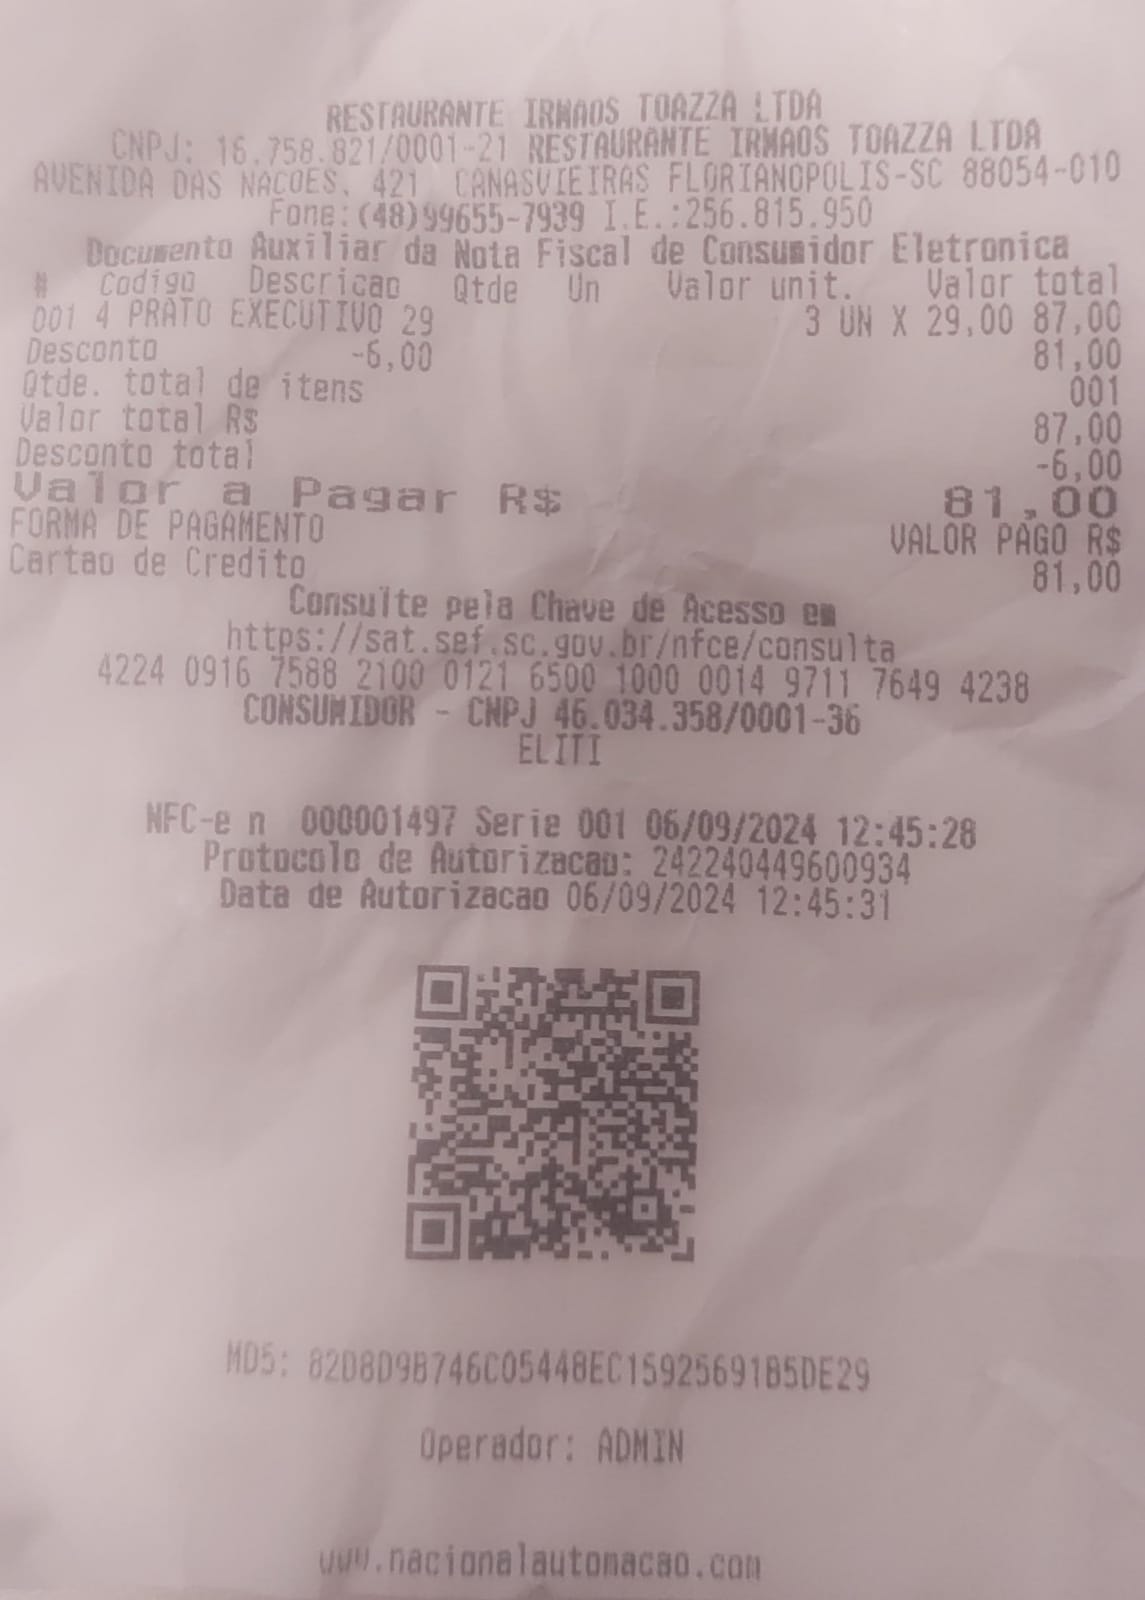 RESTAURANTE IRMAOS TOAZZA LTDA
CNPJ: 16.758.821/0001-21 RESTAURANTE IRMAOS TOAZZA LTDA
AVENIDA DAS NACOES, 421 CANASVIEIRAS FLORIANOPOLIS-SC 88054-010
Fone:(48)99655-7939 I.E.:256.815.950
Documento Auxiliar da Nota Fiscal de Consumidor Eletronica
# Codigo Descricao Qtde Un Valor unit. Valor total
001 4 PRATO EXECUTIVO 29 3 UN X 29,00 87,00
Desconto -6,00 81,00
Qtde. total de itens 001
Valor total R$ 87,00
Desconto total -6,00
Valor a Pagar R$ 81,00
FORMA DE PAGAMENTO VALOR PAGO R$
Cartao de Credito 81,00
Consulte pela Chave de Acesso em
https://sat.sef.sc.gov.br/nfce/consulta
4224 0916 7588 2100 0121 6500 1000 0014 9711 7649 4238
CONSUMIDOR - CNPJ 46.034.358/0001-36
ELITI
NFC-e n 000001497 Serie 001 06/09/2024 12:45:28
Protocolo de Autorizacao: 242240449600934
Data de Autorizacao 06/09/2024 12:45:31
MD5: 82D8D9B746C05448EC15925691B5DE29
Operador: ADMIN
www.nacionalautomacao.com